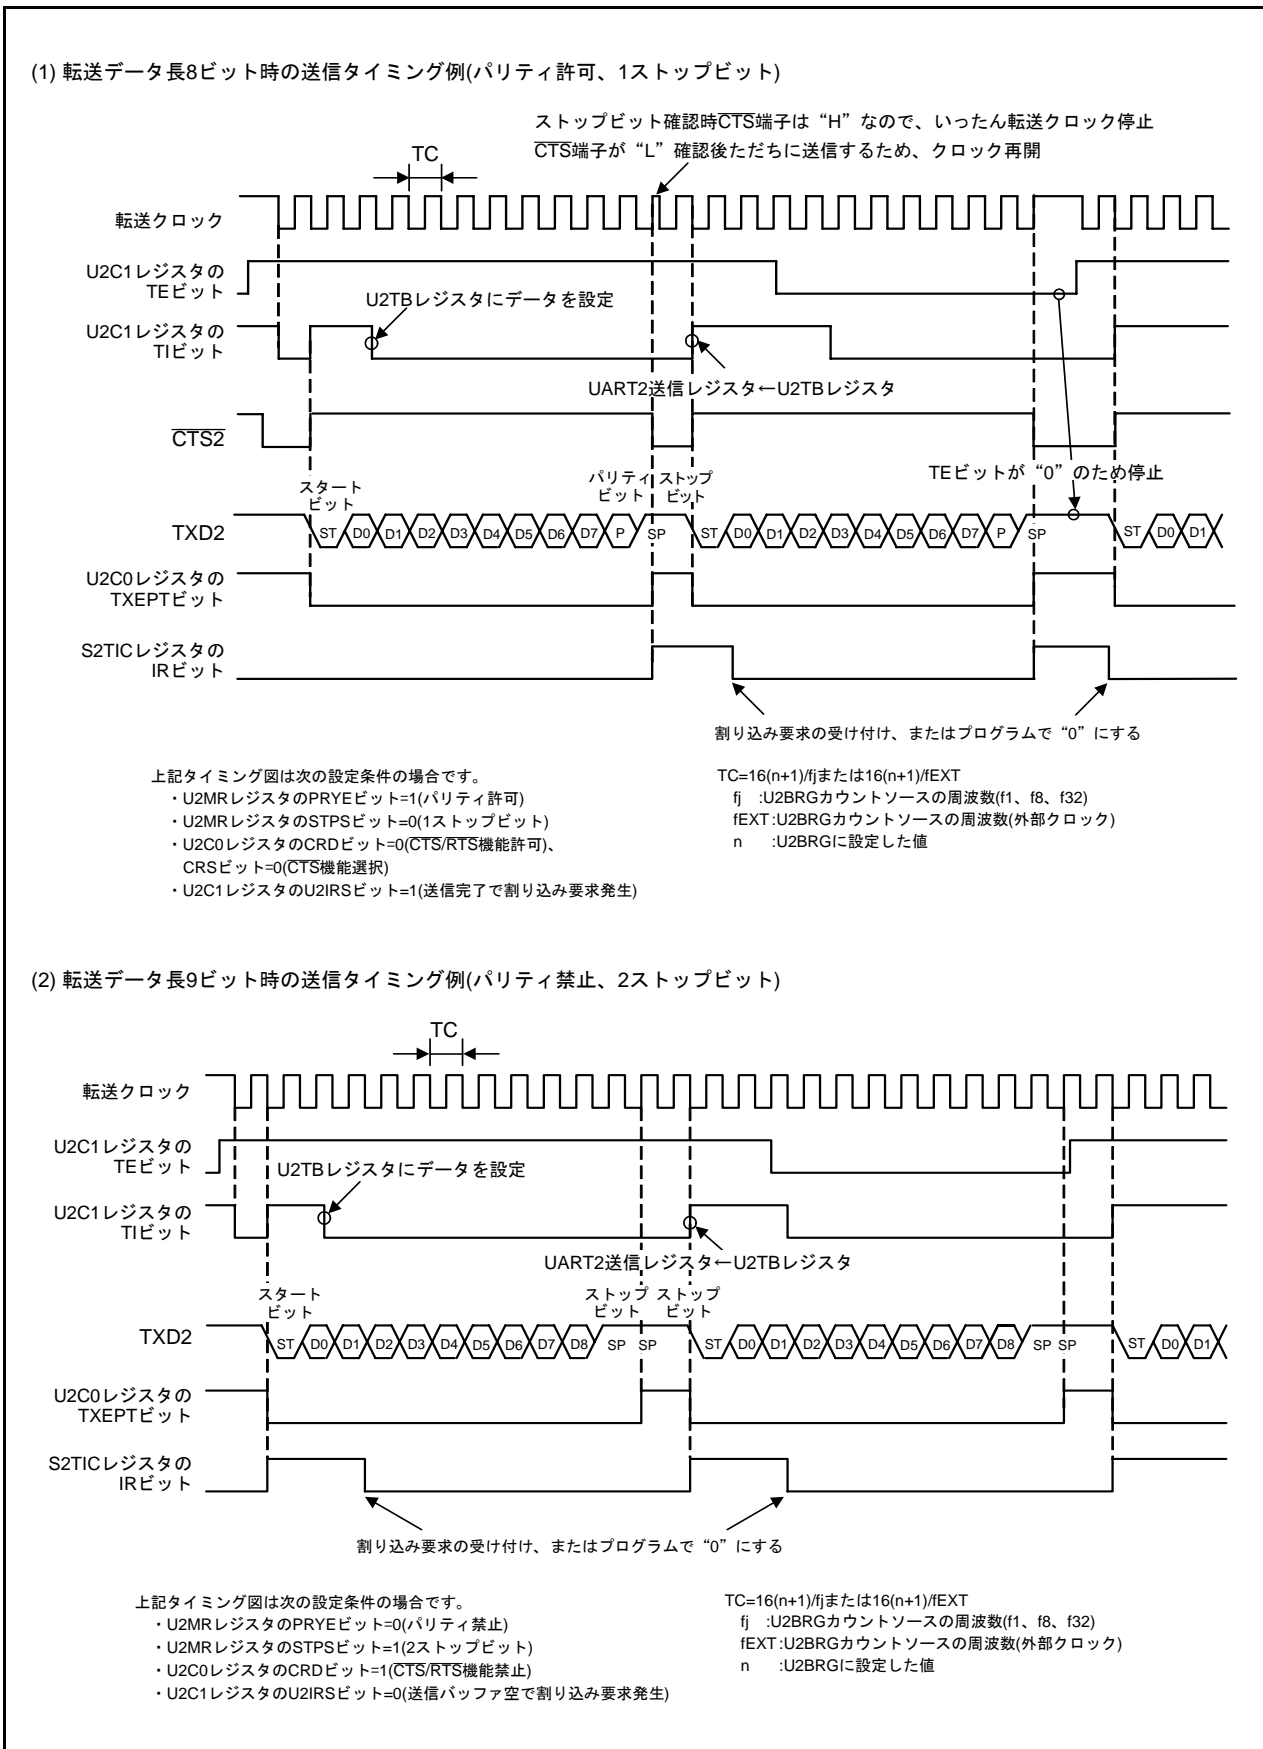 (1) 転送データ長8ビット時の送信タイミング例(パリティ許可、1ストップビット)
ストップビット確認時CTS端子は“H”なので、いったん転送クロック停止
CTS端子が“L”確認後ただちに送信するため、クロック再開
TC
転送クロック
U2C1レジスタの
TEビット
U2TBレジスタにデータを設定
U2C1レジスタの
TIビット
UART2送信レジスタ←U2TBレジスタ
CTS2
TEビットが“0”のため停止
スタート
ビット
パリティ
ビット
ストップ
ビット
TXD2
ST D0 D1 D2 D3 D4 D5 D6 D7 P SP ST D0 D1 D2 D3 D4 D5 D6 D7 P SP ST D0 D1
U2C0レジスタの
TXEPTビット
S2TICレジスタの
IRビット
割り込み要求の受け付け、またはプログラムで“0”にする
上記タイミング図は次の設定条件の場合です。
・U2MRレジスタのPRYEビット=1(パリティ許可)
・U2MRレジスタのSTPSビット=0(1ストップビット)
・U2C0レジスタのCRDビット=0(CTS/RTS機能許可)、
CRSビット=0(CTS機能選択)
・U2C1レジスタのU2IRSビット=1(送信完了で割り込み要求発生)
TC=16(n+1)/fjまたは16(n+1)/fEXT
fj :U2BRGカウントソースの周波数(f1、f8、f32)
fEXT:U2BRGカウントソースの周波数(外部クロック)
n :U2BRGに設定した値
(2) 転送データ長9ビット時の送信タイミング例(パリティ禁止、2ストップビット)
TC
転送クロック
U2C1レジスタの
TEビット
U2TBレジスタにデータを設定
U2C1レジスタの
TIビット
UART2送信レジスタ←U2TBレジスタ
スタート
ビット
ストップ
ビット
ストップ
ビット
TXD2
ST D0 D1 D2 D3 D4 D5 D6 D7 D8 SP SP ST D0 D1 D2 D3 D4 D5 D6 D7 D8 SP SP ST D0 D1
U2C0レジスタの
TXEPTビット
S2TICレジスタの
IRビット
割り込み要求の受け付け、またはプログラムで“0”にする
上記タイミング図は次の設定条件の場合です。
・U2MRレジスタのPRYEビット=0(パリティ禁止)
・U2MRレジスタのSTPSビット=1(2ストップビット)
・U2C0レジスタのCRDビット=1(CTS/RTS機能禁止)
・U2C1レジスタのU2IRSビット=0(送信バッファ空で割り込み要求発生)
TC=16(n+1)/fjまたは16(n+1)/fEXT
fj :U2BRGカウントソースの周波数(f1、f8、f32)
fEXT:U2BRGカウントソースの周波数(外部クロック)
n :U2BRGに設定した値